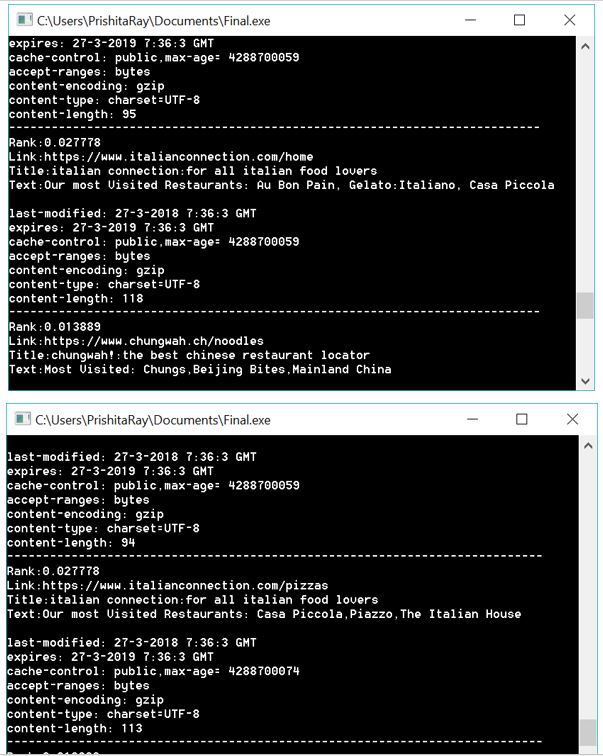 C:\Users\PrishitaRay\Documents\Final.exe
expires: 27-3-2019 7:36:3 GMT
cache-control: public,max-age= 4288700059
accept-ranges: bytes
content-encoding: gzip
content-type: charset=UTF-8
content-length: 95
--------------------------------------------------------------------------
Rank:0.027778
Link:https://www.italianconnection.com/home
Title:italian connection:for all italian food lovers
Text:Our most Visited Restaurants: Au Bon Pain, Gelato:Italiano, Casa Piccola
last-modified: 27-3-2018 7:36:3 GMT
expires: 27-3-2019 7:36:3 GMT
cache-control: public,max-age= 4288700059
accept-ranges: bytes
content-encoding: gzip
content-type: charset=UTF-8
content-length: 118
--------------------------------------------------------------------------
Rank:0.013889
Link:https://www.chungwah.ch/noodles
Title:chungwah!:the best chinese restaurant locator
Text:Most Visited: Chungs,Beijing Bites,Mainland China
C:\Users\PrishitaRay\Documents\Final.exe
last-modified: 27-3-2018 7:36:3 GMT
expires: 27-3-2019 7:36:3 GMT
cache-control: public,max-age= 4288700059
accept-ranges: bytes
content-encoding: gzip
content-type: charset=UTF-8
content-length: 94
--------------------------------------------------------------------------
Rank:0.027778
Link:https://www.italianconnection.com/pizzas
Title:italian connection:for all italian food lovers
Text:Our most Visited Restaurants: Casa Piccola,Piazzo,The Italian House
last-modified: 27-3-2018 7:36:3 GMT
expires: 27-3-2019 7:36:3 GMT
cache-control: public,max-age= 4288700074
accept-ranges: bytes
content-encoding: gzip
content-type: charset=UTF-8
content-length: 113
--------------------------------------------------------------------------